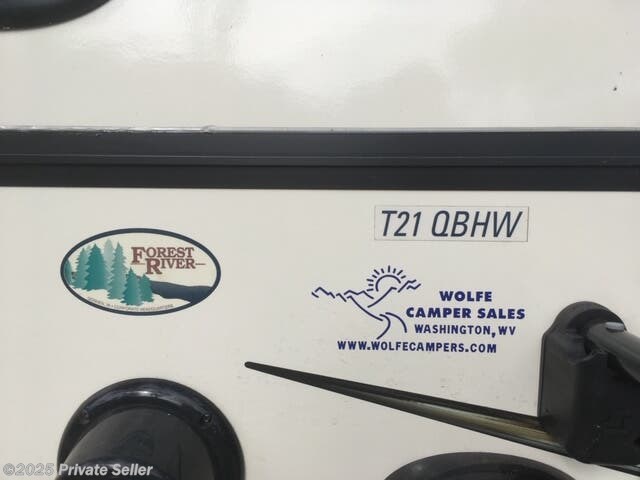 T21 QBHW
FOREST
RIVER
WOLFE
CAMPER SALES
WASHINGTON, WV
WWW.WOLFECAMPERS.COM
©2025 Private Seller